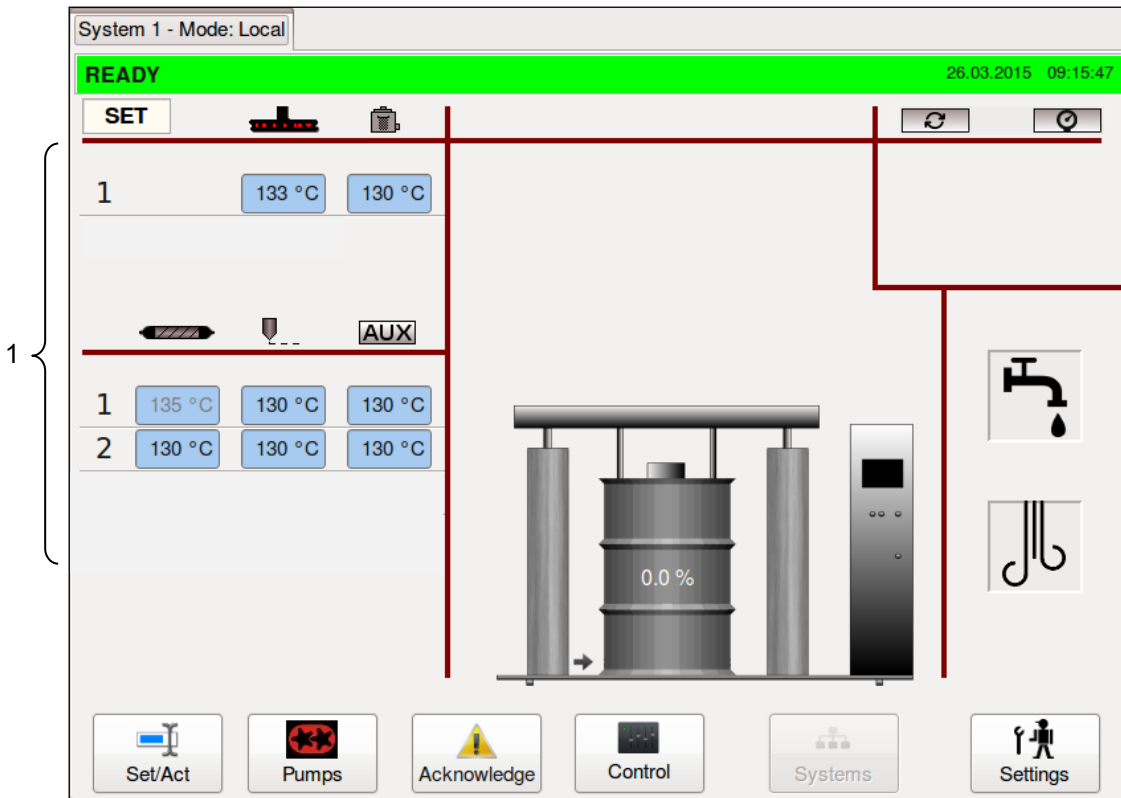 System 1 - Mode: Local
READY 26.03.2015 09:15:47
SET
1 133 °C 130 °C
AUX
1
1 135 °C 130 °C 130 °C
2 130 °C 130 °C 130 °C
0.0 %
Set/Act Pumps Acknowledge Control Systems Settings